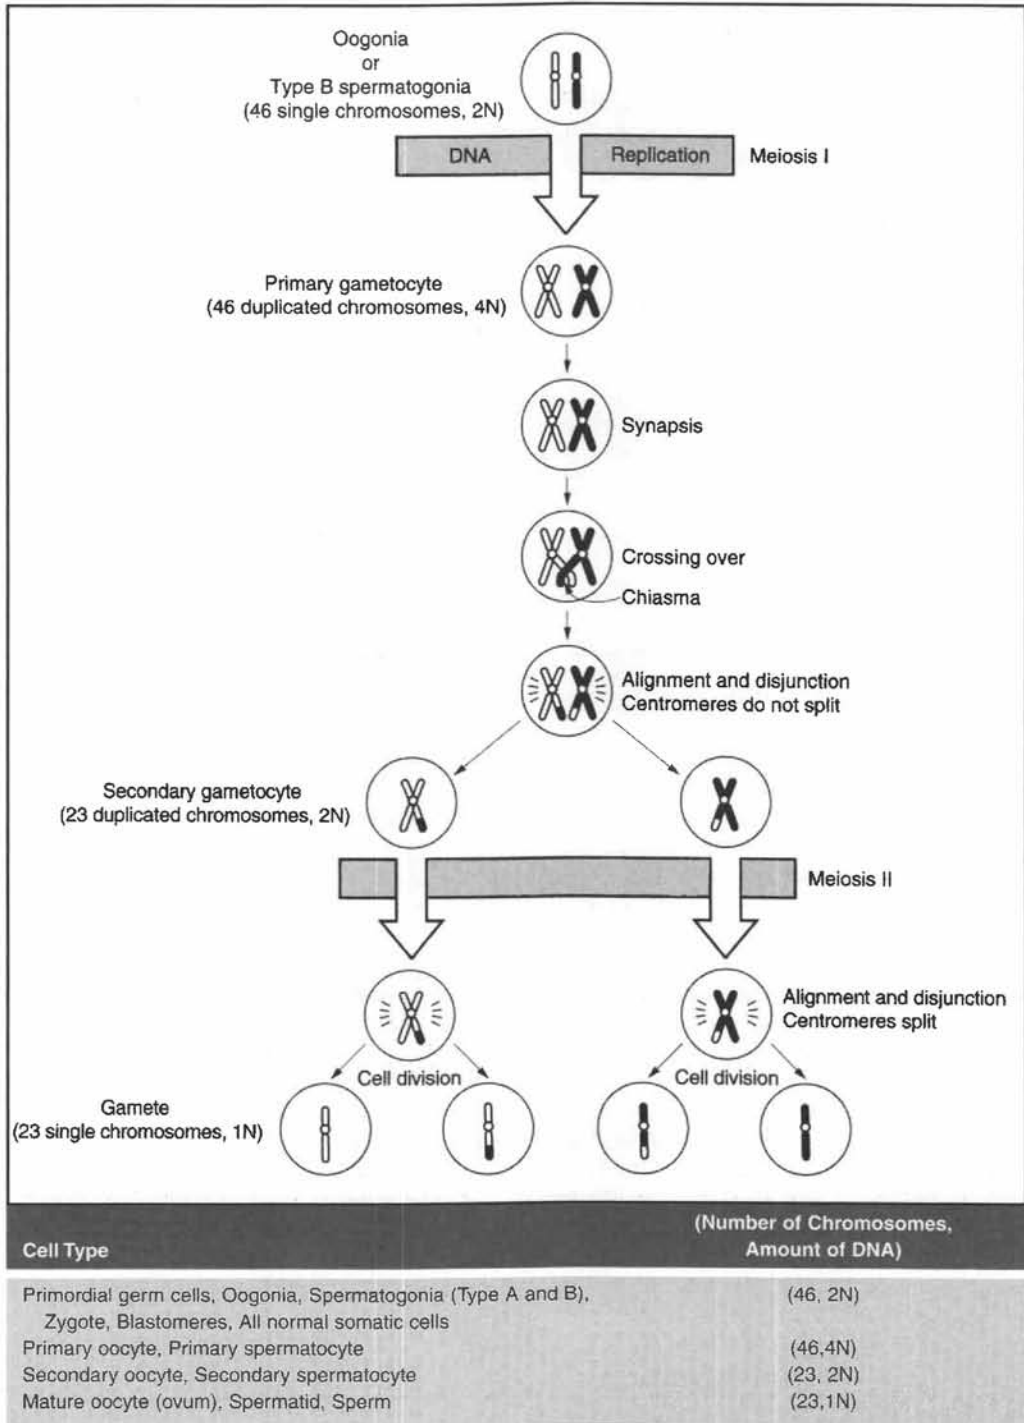 Oogonia
or
Type B spermatogonia
(46 single chromosomes, 2N)
DNA Replication Meiosis I
Primary gametocyte
(46 duplicated chromosomes, 4N)
Synapsis
Crossing over
Chiasma
Alignment and disjunction
Centromeres do not split
Secondary gametocyte
(23 duplicated chromosomes, 2N)
Meiosis II
Alignment and disjunction
Centromeres split
Cell division Cell division
Gamete
(23 single chromosomes, 1N)
(Number of Chromosomes,
Cell Type Amount of DNA)
Primordial germ cells, Oogonia, Spermatogonia (Type A and B), (46, 2N)
Zygote, Blastomeres, All normal somatic cells
Primary oocyte, Primary spermatocyte (46,4N)
Secondary oocyte, Secondary spermatocyte (23, 2N)
Mature oocyte (ovum), Spermatid, Sperm (23,1N)